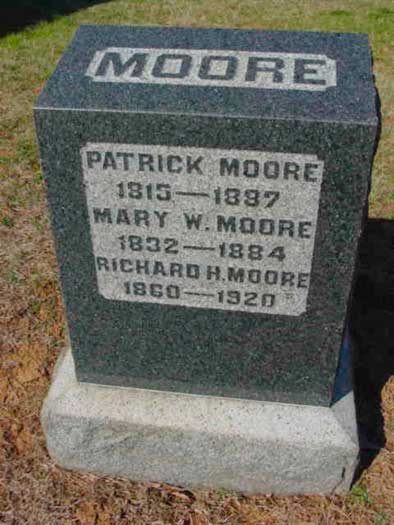 MOORE
PATRICK MOORE
1815—1887
MARY W. MOORE
1832—1884
RICHARD H. MOORE
1860—1920